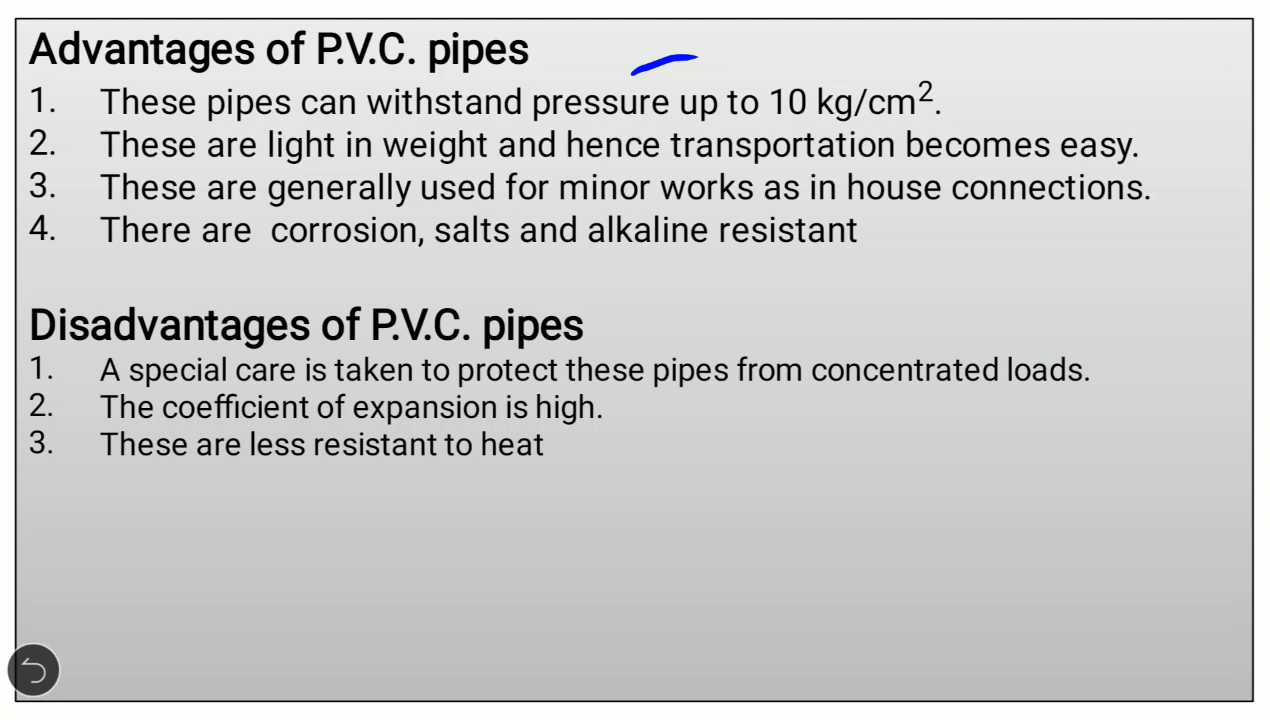 Advantages of P.V.C. pipes
1. These pipes can withstand pressure up to 10 kg/cm².
2. These are light in weight and hence transportation becomes easy.
3. These are generally used for minor works as in house connections.
4. There are corrosion, salts and alkaline resistant
Disadvantages of P.V.C. pipes
1. A special care is taken to protect these pipes from concentrated loads.
2. The coefficient of expansion is high.
3. These are less resistant to heat